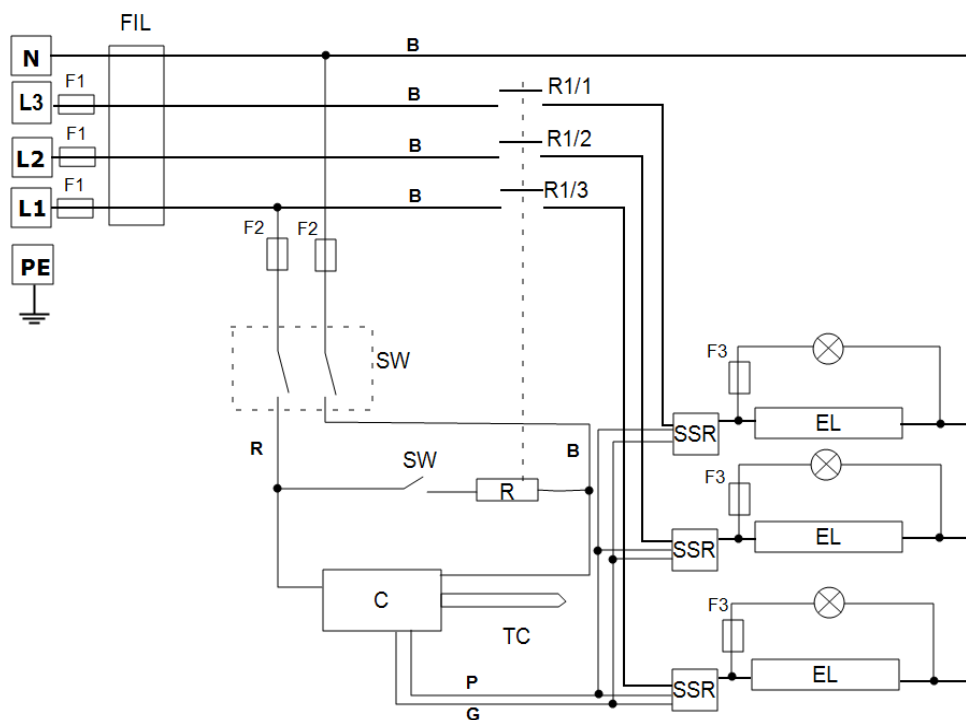 FIL
N
B
F1
L3
B
R1/1
F1
L2
B
R1/2
F1
L1
B
R1/3
F2
F2
PE
SW
F3
EL
SSR
R
B
SW
F3
R
EL
SSR
C
F3
TC
EL
SSR
P
G